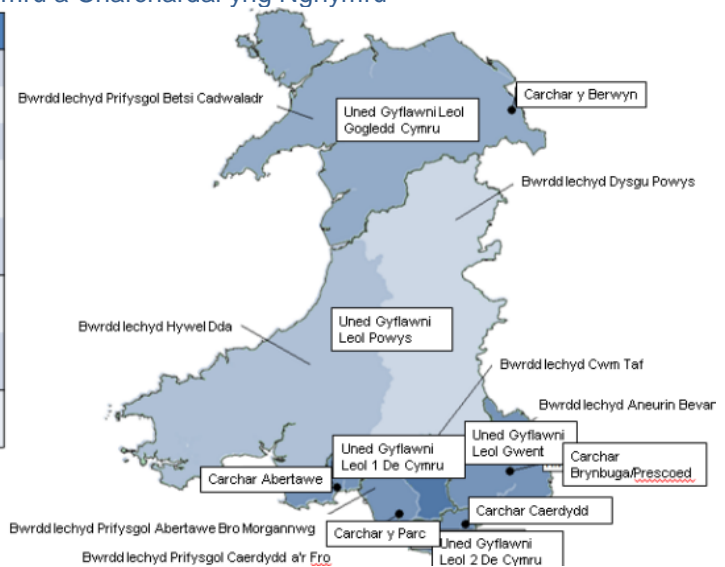 Bwrdd Iechyd Prifysgol Betsi Cadwaladr
Uned Gyflawni Leol
Gogledd Cymru
Carchar y Berwyn
Bwrdd Iechyd Dysgu Powys
Bwrdd Iechyd Hywel Dda
Uned Gyflawni
Leol Powys
Bwrdd Iechyd Cwm Taf
Bwrdd Iechyd Aneurin Bevan
Uned Gyflawni
Leol 1 De Cymru
Uned Gyflawni
Leol Gwent
Carchar
Brynbuga/Prescoed
Carchar Abertawe
Carchar Caerdydd
Bwrdd Iechyd Prifysgol Abertawe Bro Morgannwg
Carchar y Parc
Uned Gyflawni
Leol 2 De Cymru
Bwrdd Iechyd Prifysgol Caerdydd a'r Fro